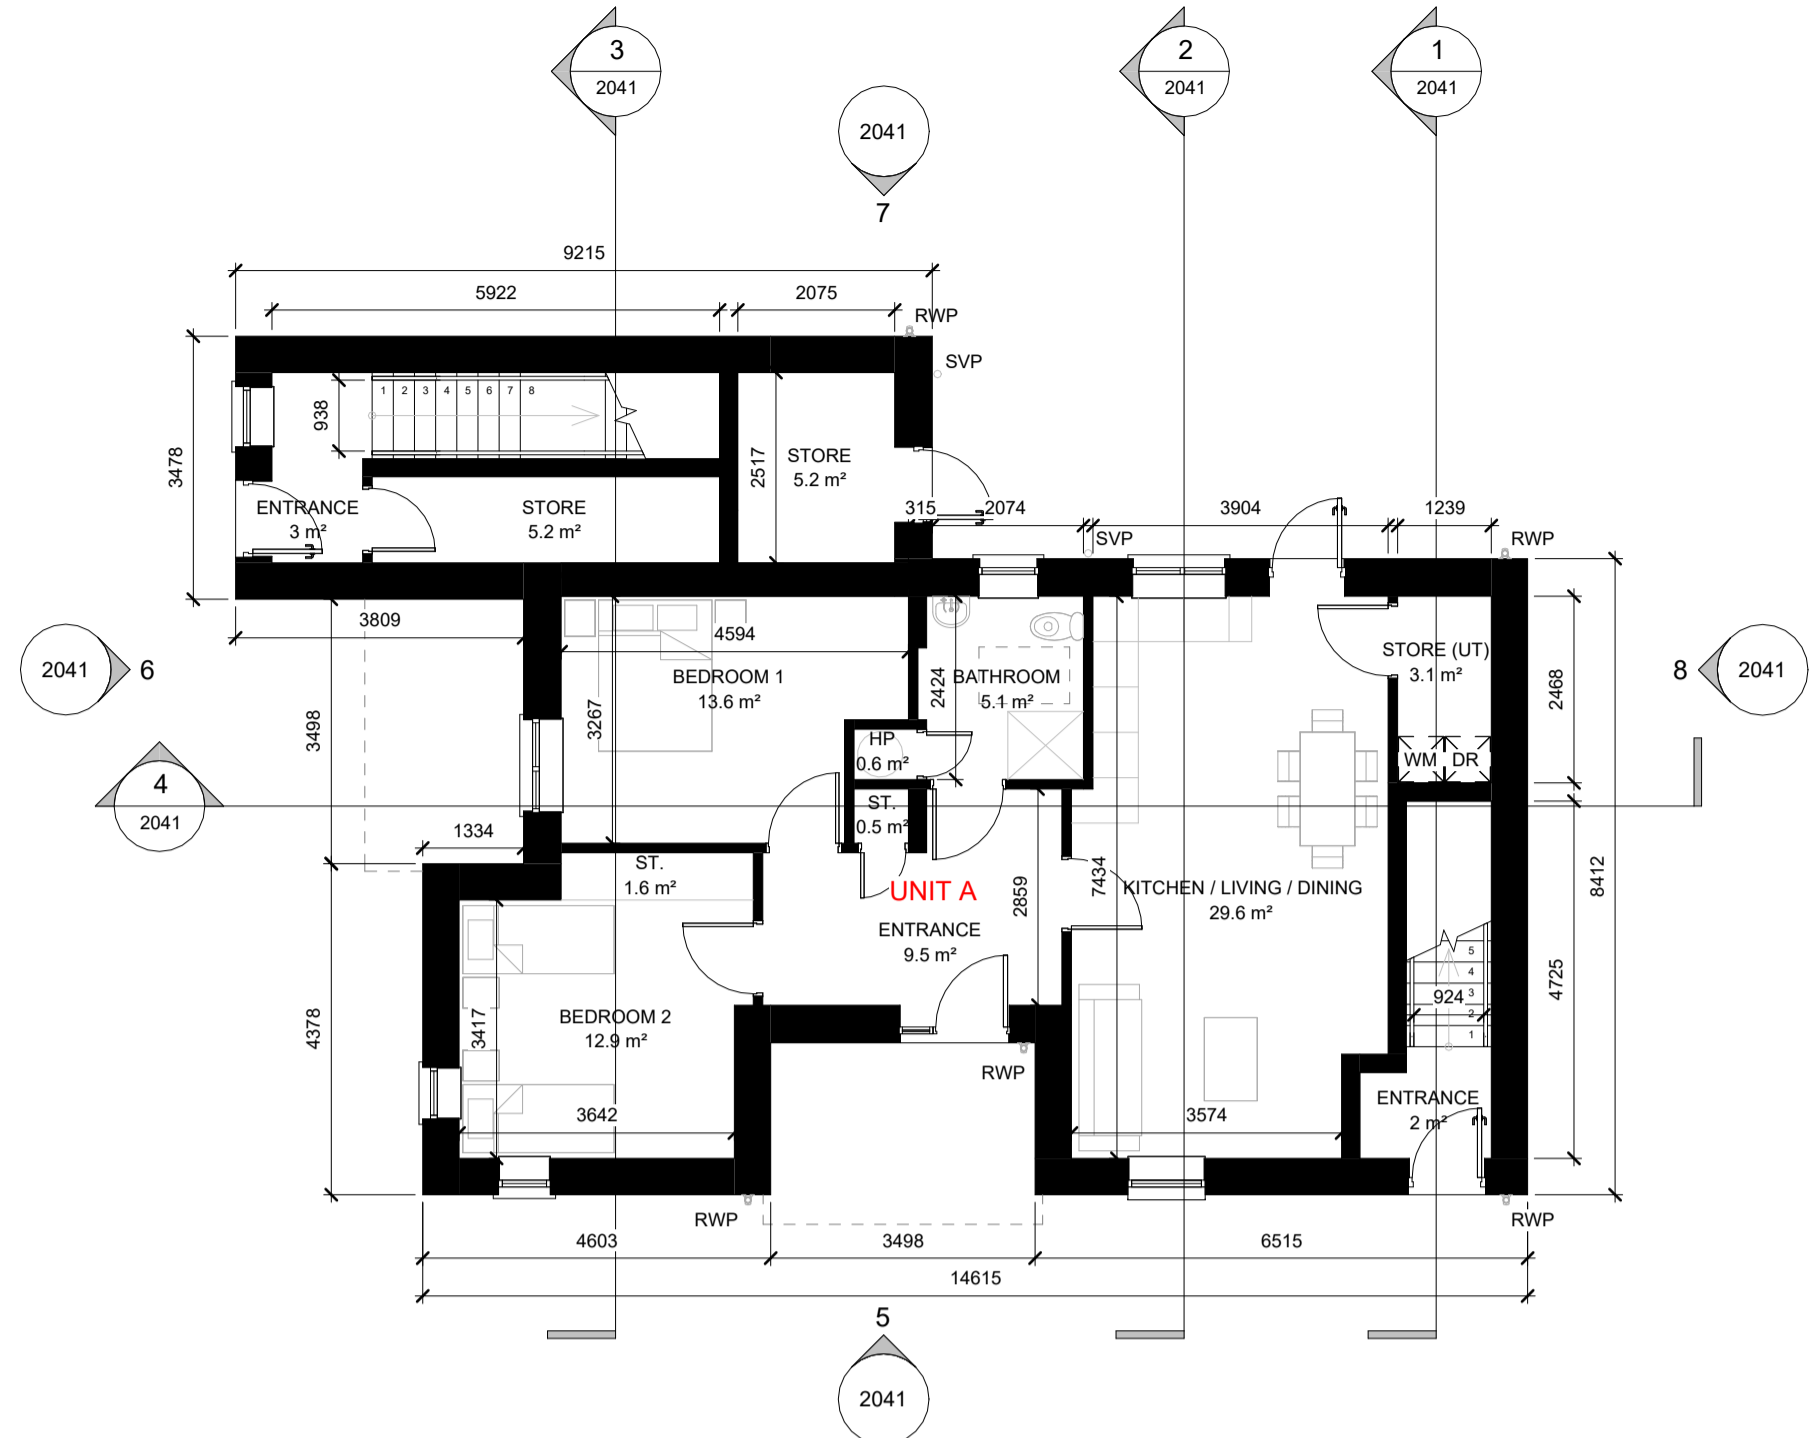 3
2041
2
2041
1
2041
2041
7
9215
5922
2075
RWP
SVP
3478
938
1 2 3 4 5 6 7 8
2517
STORE
5.2 m²
ENTRANCE
3 m²
STORE
5.2 m²
315
2074
3904
1239
SVP
RWP
3809
4594
2041
6
BEDROOM 1
13.6 m²
3267
2424
BATHROOM
5.1 m²
STORE (UT)
3.1 m²
2468
8
2041
3498
HP
0.6 m²
WM
DR
4
2041
1334
ST.
0.5 m²
ST.
1.6 m²
UNIT A
2859
7434
KITCHEN / LIVING / DINING
29.6 m²
8412
ENTRANCE
9.5 m²
5
4
3
2
1
924
4725
4378
3417
BEDROOM 2
12.9 m²
RWP
3642
3574
ENTRANCE
2 m²
RWP
RWP
4603
3498
6515
14615
5
2041